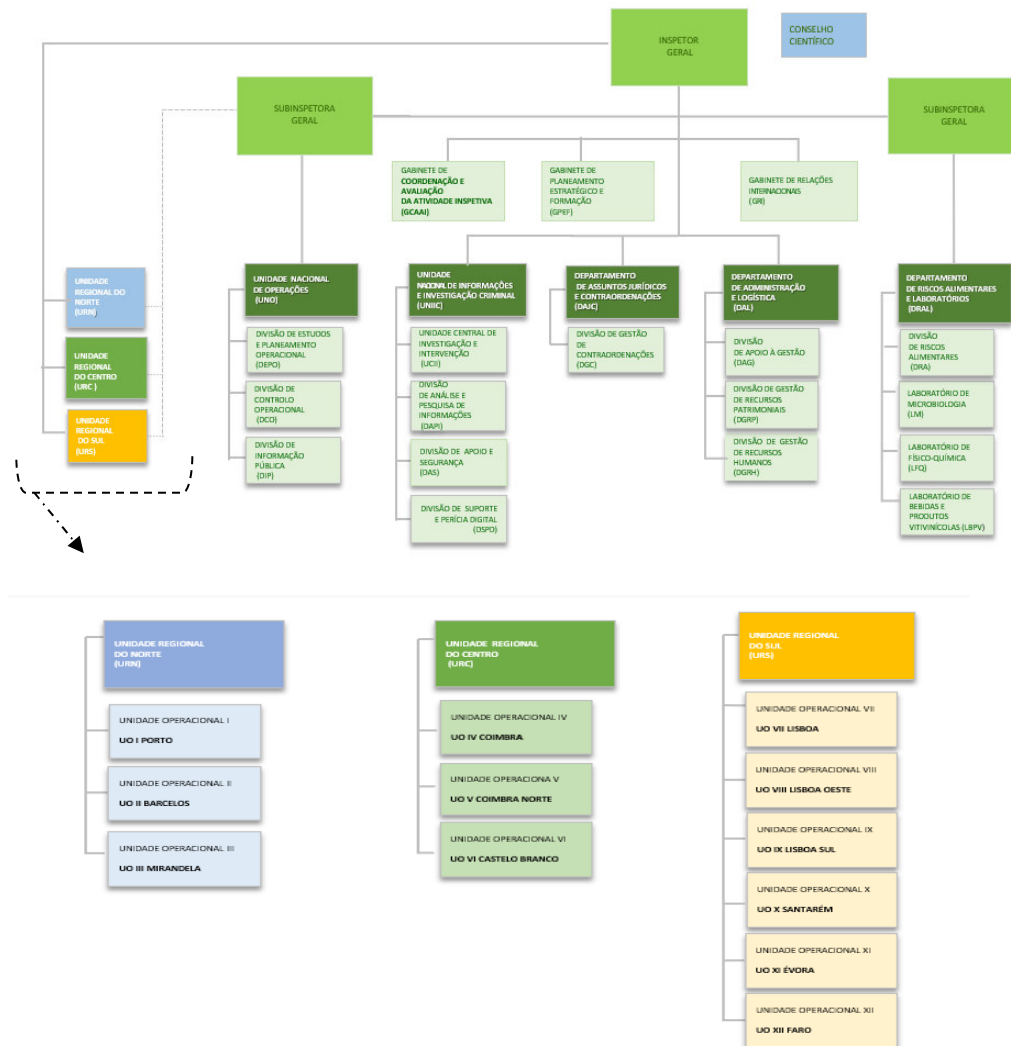 INSPETOR
GERAL
CONSELHO
CIENTÍFICO
SUBINSPETORA
GERAL
SUBINSPETORA
GERAL
GABINETE DE
COORDENAÇÃO E
AVALIAÇÃO
DA ATIVIDADE INSPETIVA
(GCAAI)
GABINETE DE
PLANEAMENTO
ESTRATÉGICO E
FORMAÇÃO
(GPEF)
GABINETE DE RELAÇÕES
INTERNACIONAIS
(GRI)
UNIDADE
REGIONAL DO
NORTE
(URN)
UNIDADE
REGIONAL
DO CENTRO
(URC )
UNIDADE
REGIONAL
DO SUL
(URS)
UNIDADE NACIONAL
DE OPERAÇÕES
(UNO)
DIVISÃO DE ESTUDOS
E PLANEAMENTO
OPERACIONAL
(DEPO)
DIVISÃO DE
CONTROLO
OPERACIONAL
(DCO)
DIVISÃO DE
INFORMAÇÃO
PÚBLICA
(DIP)
UNIDADE
NACIONAL DE INFORMAÇÕES
E INVESTIGAÇÃO CRIMINAL
(UNIIC)
UNIDADE CENTRAL DE
INVESTIGAÇÃO E
INTERVENÇÃO
(UCII)
DIVISÃO
DE ANÁLISE E
PESQUISA DE
INFORMAÇÕES
(DAPI)
DIVISÃO DE APOIO E
SEGURANÇA
(DAS)
DIVISÃO DE SUPORTE
E PERÍCIA DIGITAL
(DSPD)
DEPARTAMENTO
DE ASSUNTOS JURÍDICOS
E CONTRAORDENAÇÕES
(DAJC)
DIVISÃO DE GESTÃO
DE
CONTRAORDENAÇÕES
(DGC)
DEPARTAMENTO
DE ADMINISTRAÇÃO
E LOGÍSTICA
(DAL)
DIVISÃO
DE APOIO À GESTÃO
(DAG)
DIVISÃO DE GESTÃO
DE RECURSOS
PATRIMONIAIS
(DGRP)
DIVISÃO DE GESTÃO
DE RECURSOS
HUMANOS
(DGRH)
DEPARTAMENTO
DE RISCOS ALIMENTARES
E LABORATÓRIOS
(DRAL)
DIVISÃO
DE RISCOS
ALIMENTARES
(DRA)
LABORATÓRIO DE
MICROBIOLOGIA
(LM)
LABORATÓRIO DE
FÍSICO-QUÍMICA
(LFQ)
LABORATÓRIO DE
BEBIDAS E
PRODUTOS
VITIVINÍCOLAS (LBPV)
UNIDADE REGIONAL
DO NORTE
(URN)
UNIDADE OPERACIONAL I
UO I PORTO
UNIDADE OPERACIONAL II
UO II BARCELOS
UNIDADE OPERACIONAL III
UO III MIRANDELA
UNIDADE REGIONAL
DO CENTRO
(URC)
UNIDADE OPERACIONAL IV
UO IV COIMBRA
UNIDADE OPERACIONA V
UO V COIMBRA NORTE
UNIDADE OPERACIONAL VI
UO VI CASTELO BRANCO
UNIDADE REGIONAL
DO SUL
(URS)
UNIDADE OPERACIONAL VII
UO VII LISBOA
UNIDADE OPERACIONAL VIII
UO VIII LISBOA OESTE
UNIDADE OPERACIONAL IX
UO IX LISBOA SUL
UNIDADE OPERACIONAL X
UO X SANTARÉM
UNIDADE OPERACIONAL XI
UO XI ÉVORA
UNIDADE OPERACIONAL XII
UO XII FARO